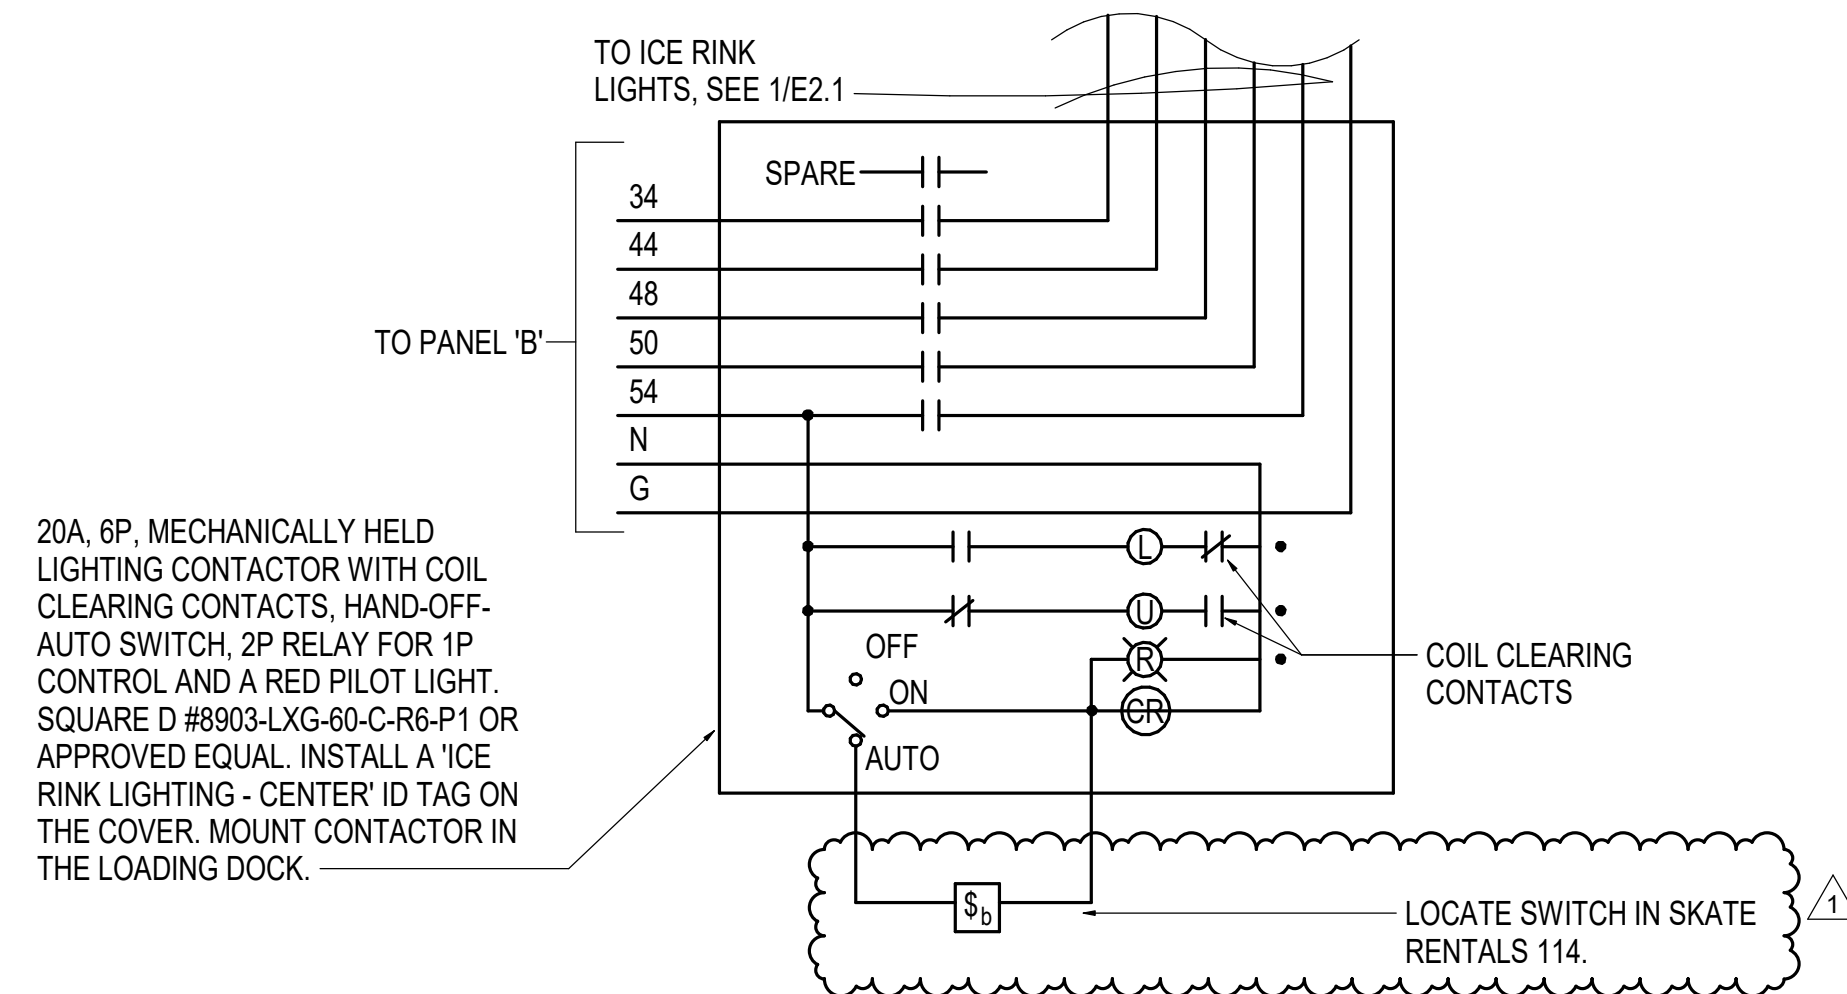 TO ICE RINK
LIGHTS, SEE 1/E2.1
SPARE
34
44
48
50
54
N
G
TO PANEL 'B'
20A, 6P, MECHANICALLY HELD
LIGHTING CONTACTOR WITH COIL
CLEARING CONTACTS, HAND-OFF-
AUTO SWITCH, 2P RELAY FOR 1P
CONTROL AND A RED PILOT LIGHT.
SQUARE D #8903-LXG-60-C-R6-P1 OR
APPROVED EQUAL. INSTALL A 'ICE
RINK LIGHTING - CENTER' ID TAG ON
THE COVER. MOUNT CONTACTOR IN
THE LOADING DOCK.
L
U
R
CR
OFF
ON
AUTO
COIL CLEARING
CONTACTS
$b
LOCATE SWITCH IN SKATE
RENTALS 114.
1